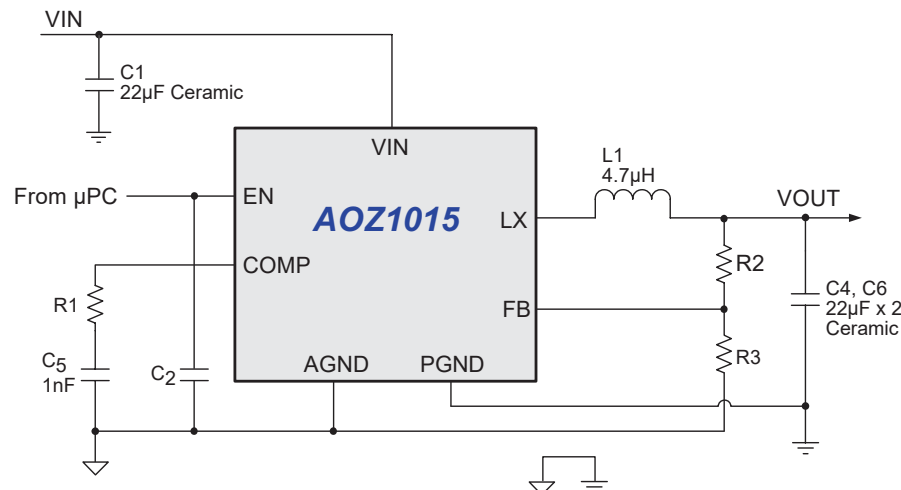 VIN
C1
22µF Ceramic
VIN
L1
4.7µH
From µPC
EN
AOZ1015
LX
VOUT
COMP
R2
R1
FB
C4, C6
22µF x 2
Ceramic
C5
1nF
C2
AGND
PGND
R3